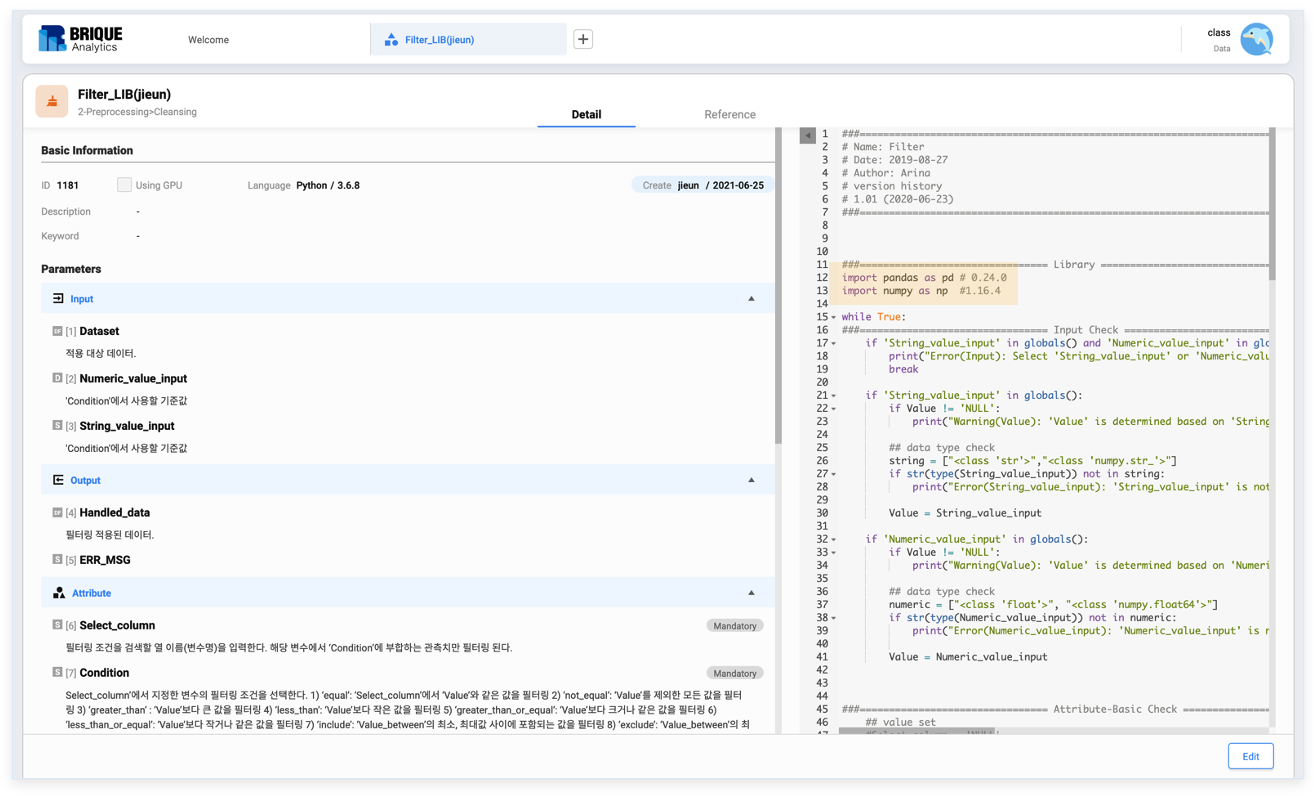 BRIQUE
Analytics
Welcome
Filter_LIB(jieun)
class
Data
Filter_LIB(jieun)
2-Preprocessing>Cleansing
Detail
Reference
Basic Information
ID 1181
Using GPU
Language Python / 3.6.8
Create jieun / 2021-06-25
Description -
Keyword -
Parameters
Input
DF [1] Dataset
적용 대상 데이터.
D [2] Numeric_value_input
'Condition'에서 사용할 기준값
S [3] String_value_input
'Condition'에서 사용할 기준값
Output
DF [4] Handled_data
필터링 적용된 데이터.
S [5] ERR_MSG
Attribute
S [6] Select_column Mandatory
필터링 조건을 검색할 열 이름(변수명)을 입력한다. 해당 변수에서 'Condition'에 부합하는 관측치만 필터링 된다.
S [7] Condition Mandatory
Select_column'에서 지정한 변수의 필터링 조건을 선택한다. 1) 'equal': 'Select_column'에서 'Value'와 같은 값을 필터링 2) 'not_equal': 'Value'를 제외한 모든 값을 필터
링 3) 'greater_than' : 'Value'보다 큰 값을 필터링 4) 'less_than': 'Value'보다 작은 값을 필터링 5) 'greater_than_or_equal': 'Value'보다 크거나 같은 값을 필터링 6)
'less_than_or_equal': 'Value'보다 작거나 같은 값을 필터링 7) 'include': 'Value_between'의 최소, 최대값 사이에 포함되는 값을 필터링 8) 'exclude': 'Value_between'의 최
1 ###===
2 # Name: Filter
3 # Date: 2019-08-27
4 # Author: Arina
5 # version history
6 # 1.01 (2020-06-23)
7 ###===
8
9
10
11 ###=============================== Library ===
12 import pandas as pd # 0.24.0
13 import numpy as np #1.16.4
14
15 while True:
16 ###=============================== Input Check ===
17 if 'String_value_input' in globals() and 'Numeric_value_input' in glo
18 print("Error(Input): Select 'String_value_input' or 'Numeric_valu
19 break
20
21 if 'String_value_input' in globals():
22 if Value != 'NULL':
23 print("Warning(Value): 'Value' is determined based on 'String
24
25 ## data type check
26 string = ["<class 'str'>","<class 'numpy.str_'>"]
27 if str(type(String_value_input)) not in string:
28 print("Error(String_value_input): 'String_value_input' is not
29
30 Value = String_value_input
31
32 if 'Numeric_value_input' in globals():
33 if Value != 'NULL':
34 print("Warning(Value): 'Value' is determined based on 'Numeri
35
36 ## data type check
37 numeric = ["<class 'float'>", "<class 'numpy.float64'>"]
38 if str(type(Numeric_value_input)) not in numeric:
39 print("Error(Numeric_value_input): 'Numeric_value_input' is n
40
41 Value = Numeric_value_input
42
43
44
45 ###=============================== Attribute-Basic Check ===
46 ## value set
Edit